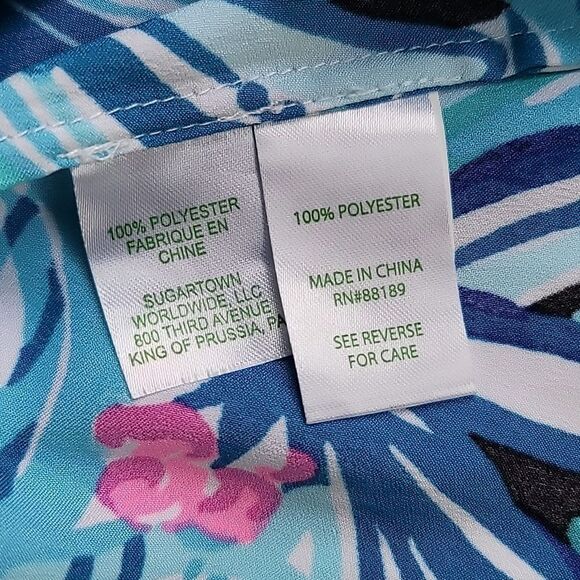 100% POLYESTER
FABRIQUE EN
CHINE
SUGARTOWN
WORLDWIDE, LLC
800 THIRD AVENUE
KING OF PRUSSIA, PA
100% POLYESTER
MADE IN CHINA
RN#88189
SEE REVERSE
FOR CARE